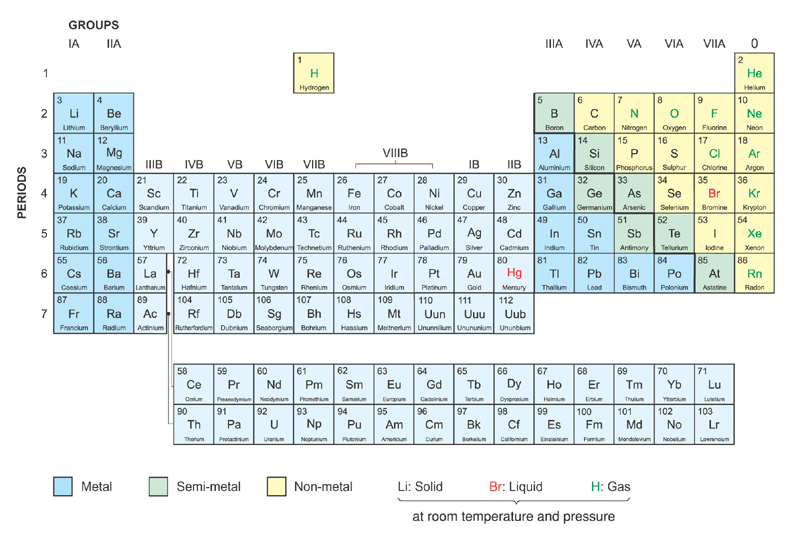 GROUPS
IA IIA IIIA IVA VA VIA VIIA 0
1 2
1 H He
Hydrogen Helium
3 4 5 6 7 8 9 10
2 Li Be B C N O F Ne
Lithium Beryllium Boron Carbon Nitrogen Oxygen Fluorine Neon
11 12 13 14 15 16 17 18
3 Na Mg Al Si P S Cl Ar
Sodium Magnesium Aluminium Silicon Phosphorus Sulphur Chlorine Argon
IIIB IVB VB VIB VIIB VIIIB IB IIB
19 20 21 22 23 24 25 26 27 28 29 30 31 32 33 34 35 36
4 K Ca Sc Ti V Cr Mn Fe Co Ni Cu Zn Ga Ge As Se Br Kr
Potassium Calcium Scandium Titanium Vanadium Chromium Manganese Iron Cobalt Nickel Copper Zinc Gallium Germanium Arsenic Selenium Bromine Krypton
PERIODS
37 38 39 40 41 42 43 44 45 46 47 48 49 50 51 52 53 54
5 Rb Sr Y Zr Nb Mo Tc Ru Rh Pd Ag Cd In Sn Sb Te I Xe
Rubidium Strontium Yttrium Zirconium Niobium Molybdenum Technetium Ruthenium Rhodium Palladium Silver Cadmium Indium Tin Antimony Tellurium Iodine Xenon
55 56 57 72 73 74 75 76 77 78 79 80 81 82 83 84 85 86
6 Cs Ba La Hf Ta W Re Os Ir Pt Au Hg Tl Pb Bi Po At Rn
Caesium Barium Lanthanum Hafnium Tantalum Tungsten Rhenium Osmium Iridium Platinum Gold Mercury Thallium Lead Bismuth Polonium Astatine Radon
87 88 89 104 105 106 107 108 109 110 111 112
7 Fr Ra Ac Rf Db Sg Bh Hs Mt Uun Uuu Uub
Francium Radium Actinium Rutherfordium Dubnium Seaborgium Bohrium Hassium Meitnerium Ununnilium Unununium Ununbium
58 59 60 61 62 63 64 65 66 67 68 69 70 71
Ce Pr Nd Pm Sm Eu Gd Tb Dy Ho Er Tm Yb Lu
Neodymium Promethium Samarium Europium Gadolinium Terbium Dysprosium Holmium Erbium Thulium Ytterbium Lutetium
90 91 92 93 94 95 96 97 98 99 100 101 102 103
Th Pa U Np Pu Am Cm Bk Cf Es Fm Md No Lr
Thorium Protactinium Uranium Neptunium Plutonium Americium Berkelium Californium Einsteinium Fermium Mendelevium Nobelium Lawrencium
Metal Semi-metal Non-metal Li: Solid Br: Liquid H: Gas
at room temperature and pressure